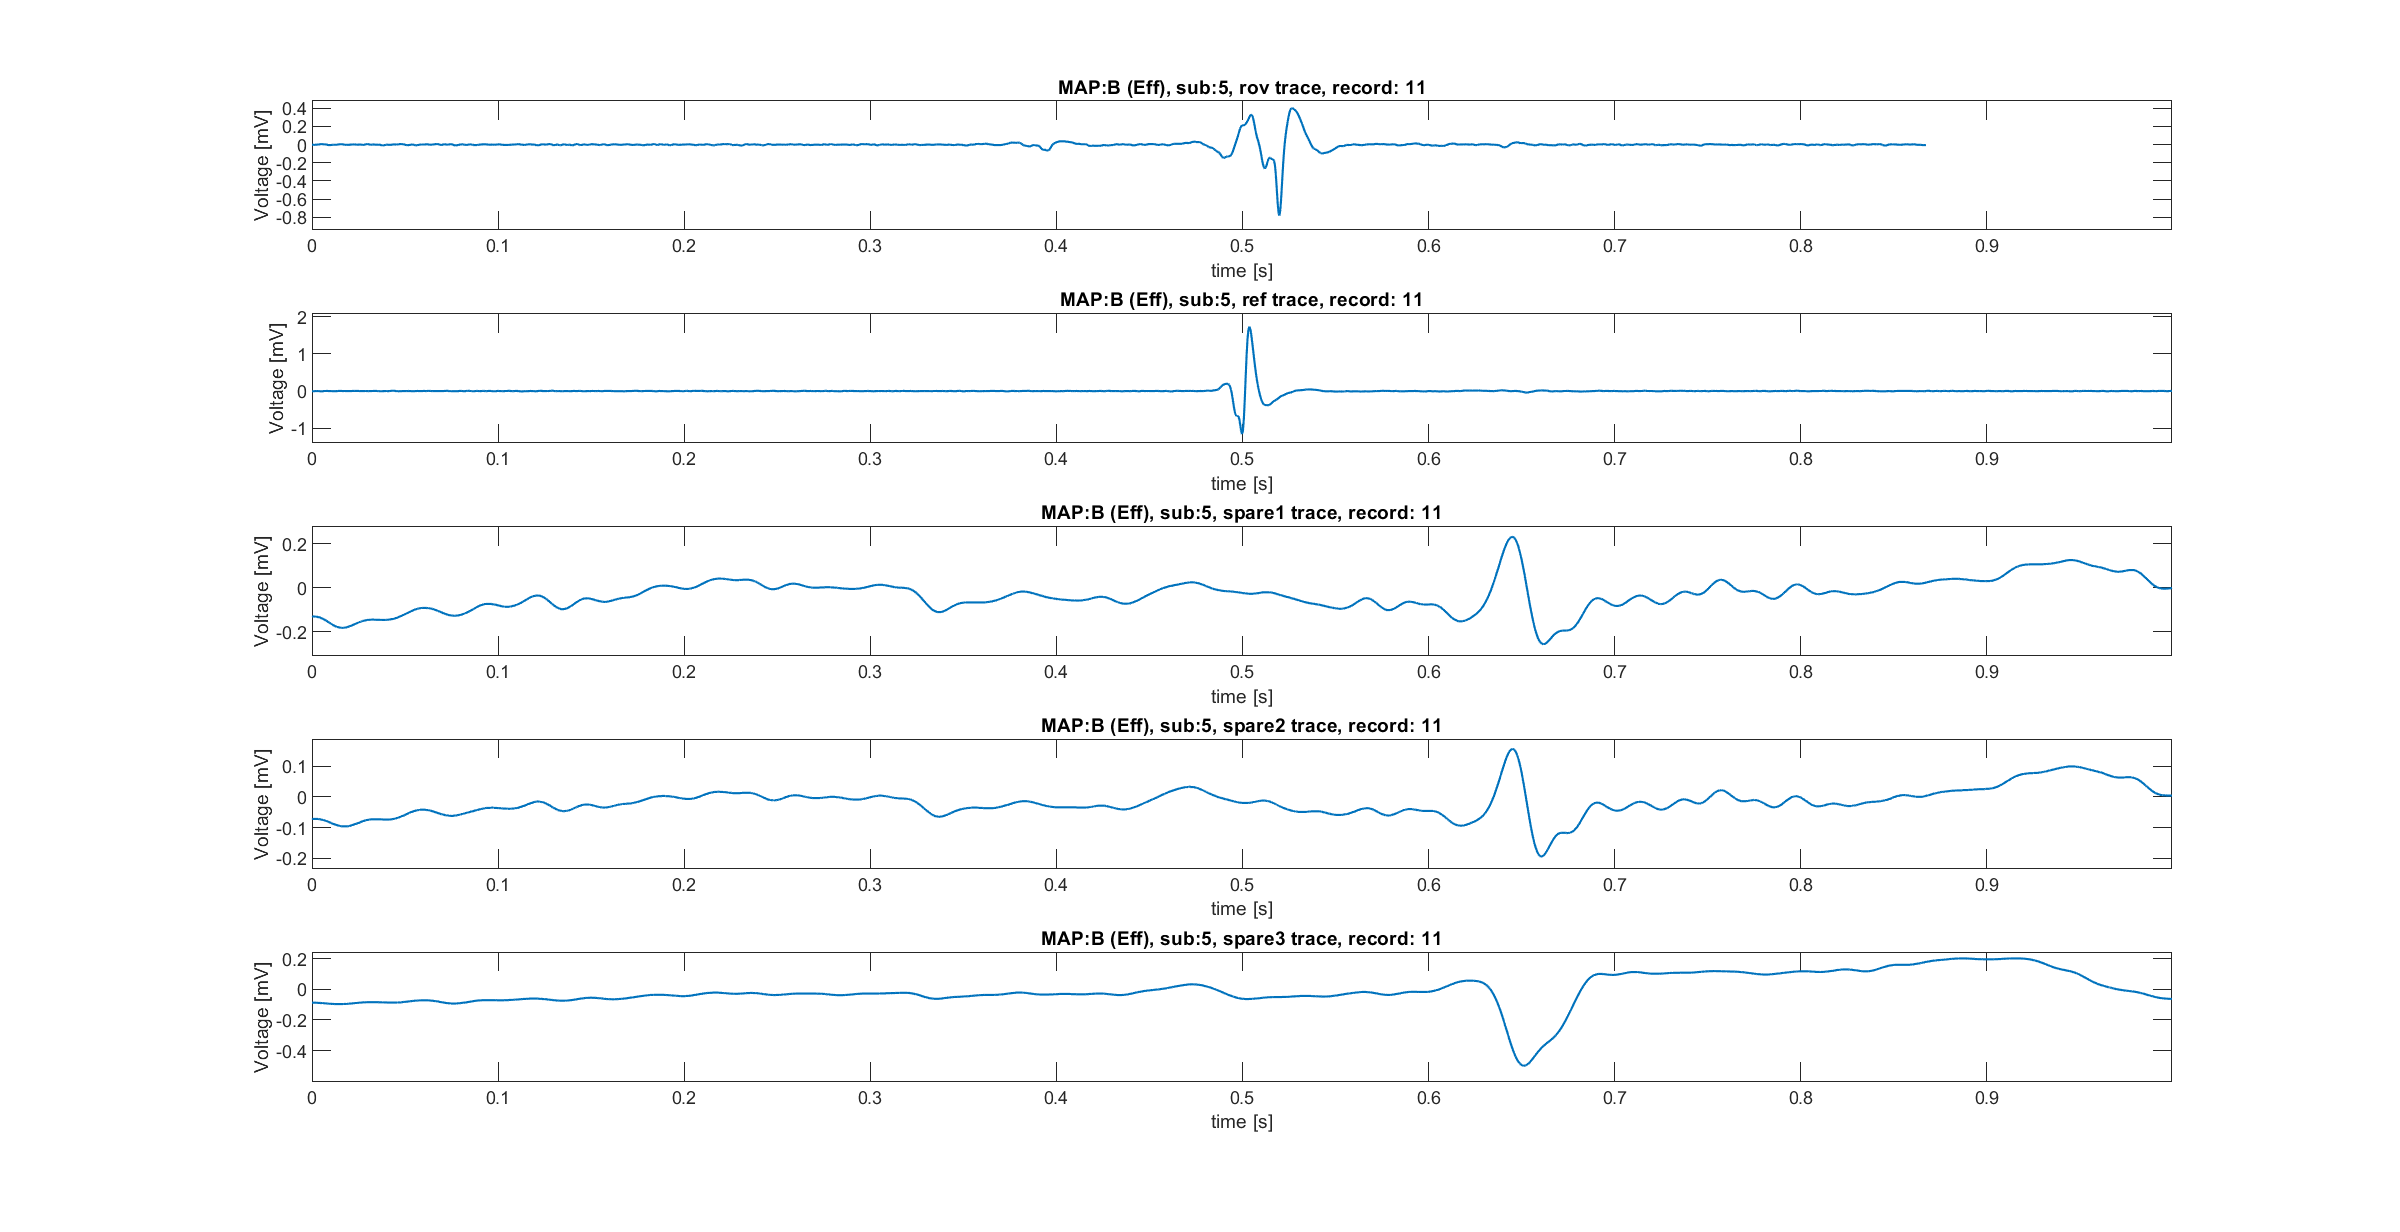 MAP:B (Eff), sub:5, rov trace, record: 11
Voltage [mV]
0.4
0.2
0
-0.2
-0.4
-0.6
-0.8
0 0.1 0.2 0.3 0.4 0.5 0.6 0.7 0.8 0.9
time [s]
MAP:B (Eff), sub:5, ref trace, record: 11
Voltage [mV]
2
1
0
-1
0 0.1 0.2 0.3 0.4 0.5 0.6 0.7 0.8 0.9
time [s]
MAP:B (Eff), sub:5, spare1 trace, record: 11
Voltage [mV]
0.2
0
-0.2
0 0.1 0.2 0.3 0.4 0.5 0.6 0.7 0.8 0.9
time [s]
MAP:B (Eff), sub:5, spare2 trace, record: 11
Voltage [mV]
0.1
0
-0.1
-0.2
0 0.1 0.2 0.3 0.4 0.5 0.6 0.7 0.8 0.9
time [s]
MAP:B (Eff), sub:5, spare3 trace, record: 11
Voltage [mV]
0.2
0
-0.2
-0.4
0 0.1 0.2 0.3 0.4 0.5 0.6 0.7 0.8 0.9
time [s]